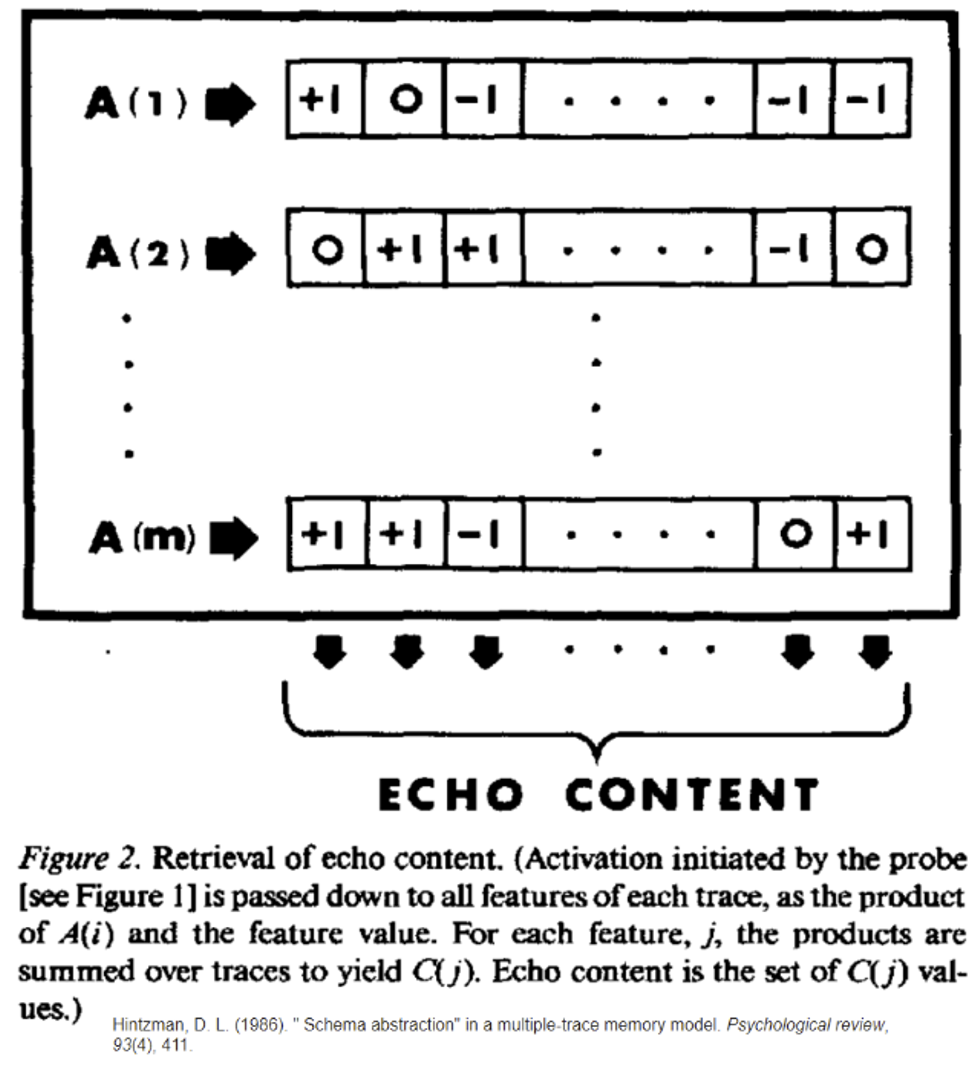 A(1) +1 0 -1 . . . . -1 -1
A(2) 0 +1 +1 . . . . -1 0
A(m) +1 +1 -1 . . . . 0 +1
ECHO CONTENT
Figure 2. Retrieval of echo content. (Activation initiated by the probe
[see Figure 1] is passed down to all features of each trace, as the product
of A(i) and the feature value. For each feature, j, the products are
summed over traces to yield C(j). Echo content is the set of C(j) val-
ues.)
Hintzman, D. L. (1986). " Schema abstraction" in a multiple-trace memory model. Psychological review,
93(4), 411.